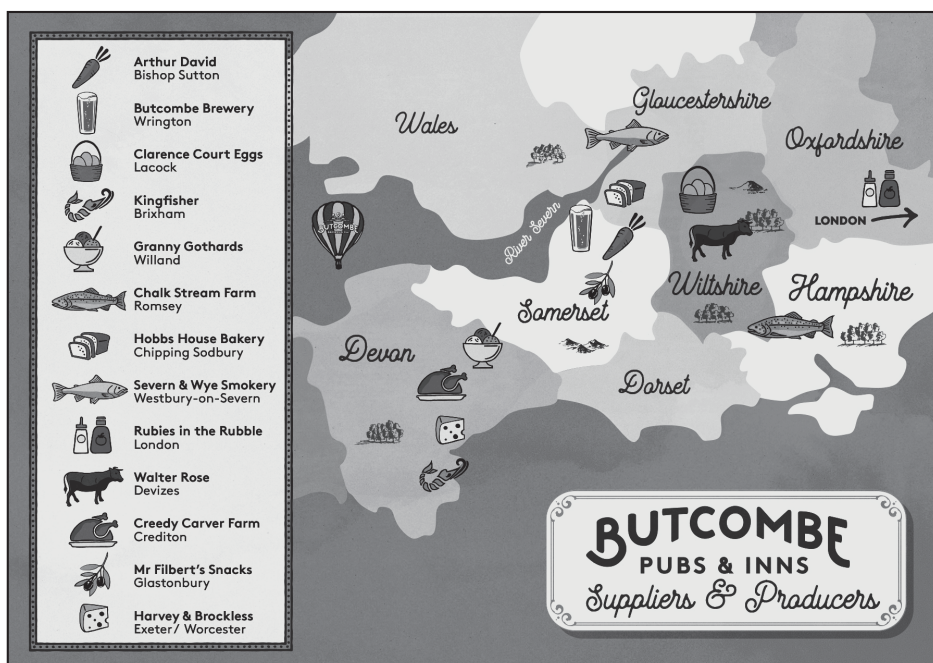 Arthur David
Bishop Sutton
Butcombe Brewery
Wrington
Clarence Court Eggs
Lacock
Kingfisher
Brixham
Granny Gothards
Willand
Chalk Stream Farm
Romsey
Hobbs House Bakery
Chipping Sodbury
Severn & Wye Smokery
Westbury-on-Severn
Rubies in the Rubble
London
Walter Rose
Devizes
Creedy Carver Farm
Crediton
Mr Filbert's Snacks
Glastonbury
Harvey & Brockless
Exeter / Worcester
Wales
Gloucestershire
Oxfordshire
LONDON
River Severn
BUTCOMBE
Somerset
Wiltshire
Hampshire
Devon
Dorset
BUTCOMBE
PUBS & INNS
Suppliers & Producers